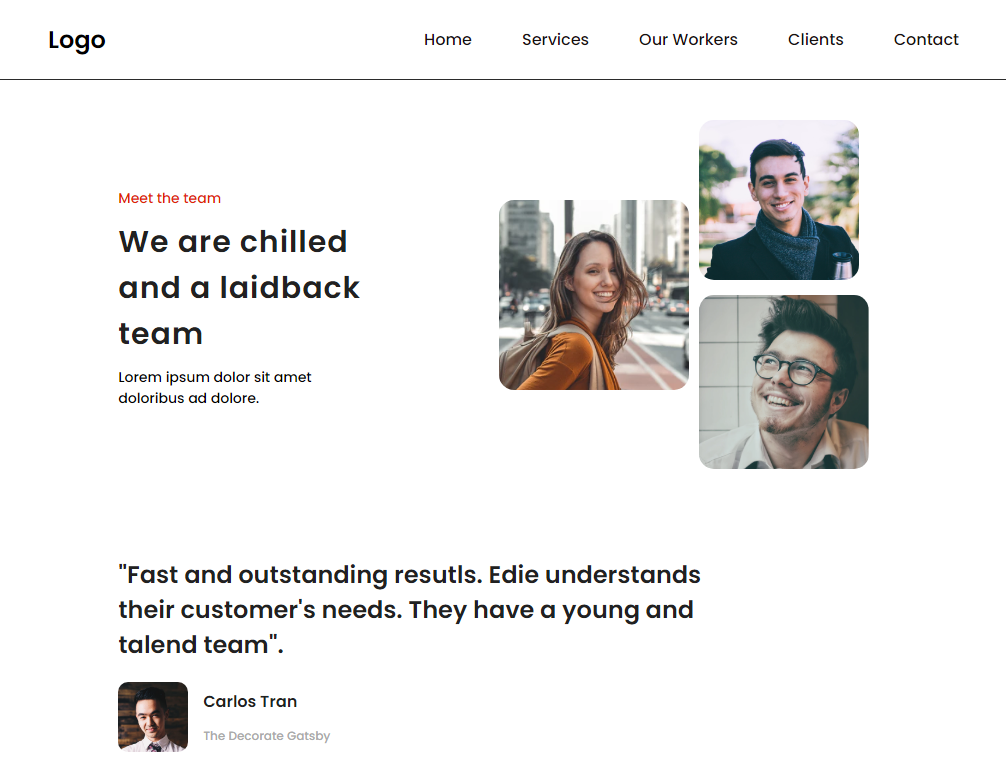 Logo
Home Services Our Workers Clients Contact
Meet the team
We are chilled
and a laidback
team
Lorem ipsum dolor sit amet
doloribus ad dolore.
"Fast and outstanding resutls. Edie understands
their customer's needs. They have a young and
talend team".
Carlos Tran
The Decorate Gatsby